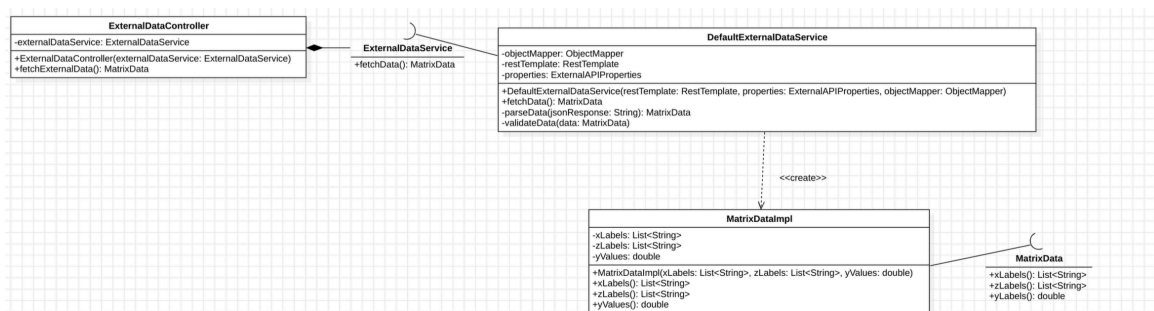 ExternalDataController
-externalDataService: ExternalDataService
+ExternalDataController(externalDataService: ExternalDataService)
+fetchExternalData(): MatrixData
ExternalDataService
+fetchData(): MatrixData
DefaultExternalDataService
-objectMapper: ObjectMapper
-restTemplate: RestTemplate
-properties: ExternalAPIProperties
+DefaultExternalDataService(restTemplate: RestTemplate, properties: ExternalAPIProperties, objectMapper: ObjectMapper)
+fetchData(): MatrixData
-parseData(jsonResponse: String): MatrixData
-validateData(data: MatrixData)
<<create>>
MatrixDataImpl
-xLabels: List<String>
-zLabels: List<String>
-yValues: double
+MatrixDataImpl(xLabels: List<String>, zLabels: List<String>, yValues: double)
+xLabels(): List<String>
+zLabels(): List<String>
+yValues(): double
MatrixData
+xLabels(): List<String>
+zLabels(): List<String>
+yLabels(): double